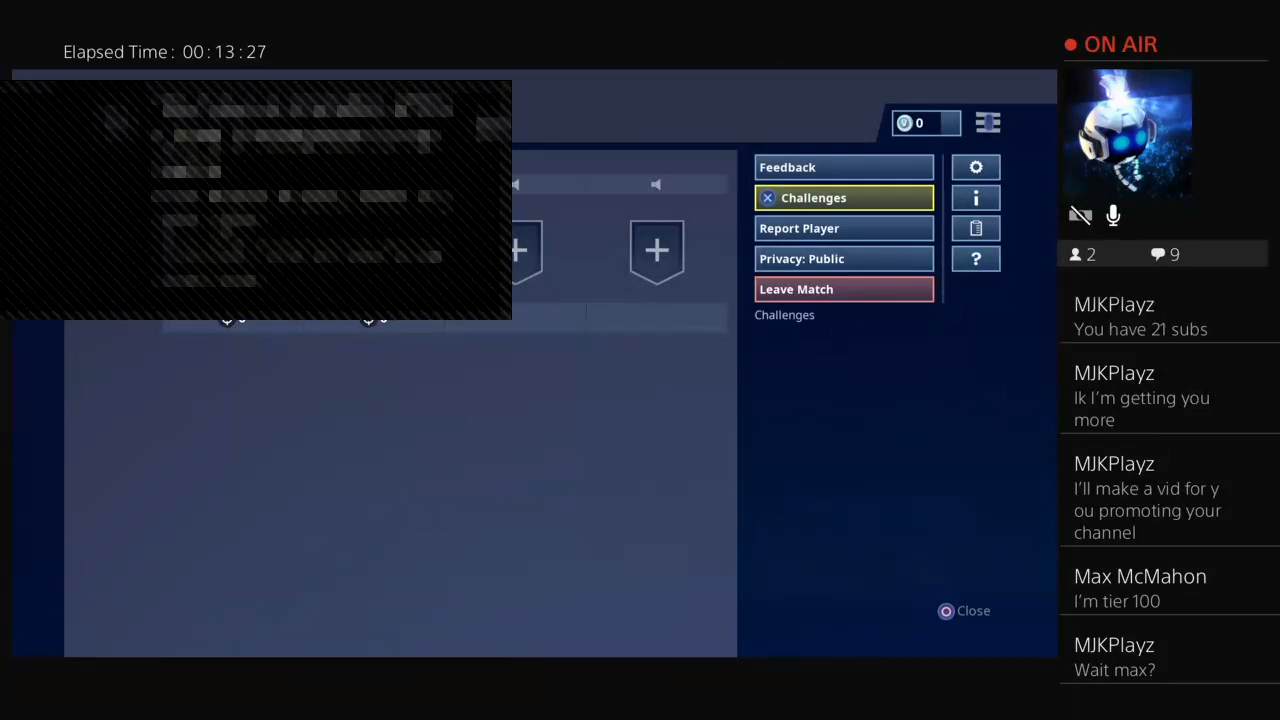 Elapsed Time: 00:13:27
ON AIR
0
Feedback
Challenges
Report Player
Privacy: Public
Leave Match
Challenges
i
?
Close
2 9
MJKPlayz
You have 21 subs
MJKPlayz
Ik I'm getting you
more
MJKPlayz
I'll make a vid for y
ou promoting your
channel
Max McMahon
I'm tier 100
MJKPlayz
Wait max?